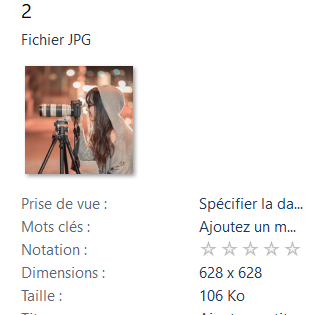 2
Fichier JPG
Prise de vue : Spécifier la da...
Mots clés : Ajoutez un m...
Notation :
Dimensions : 628 x 628
Taille : 106 Ko